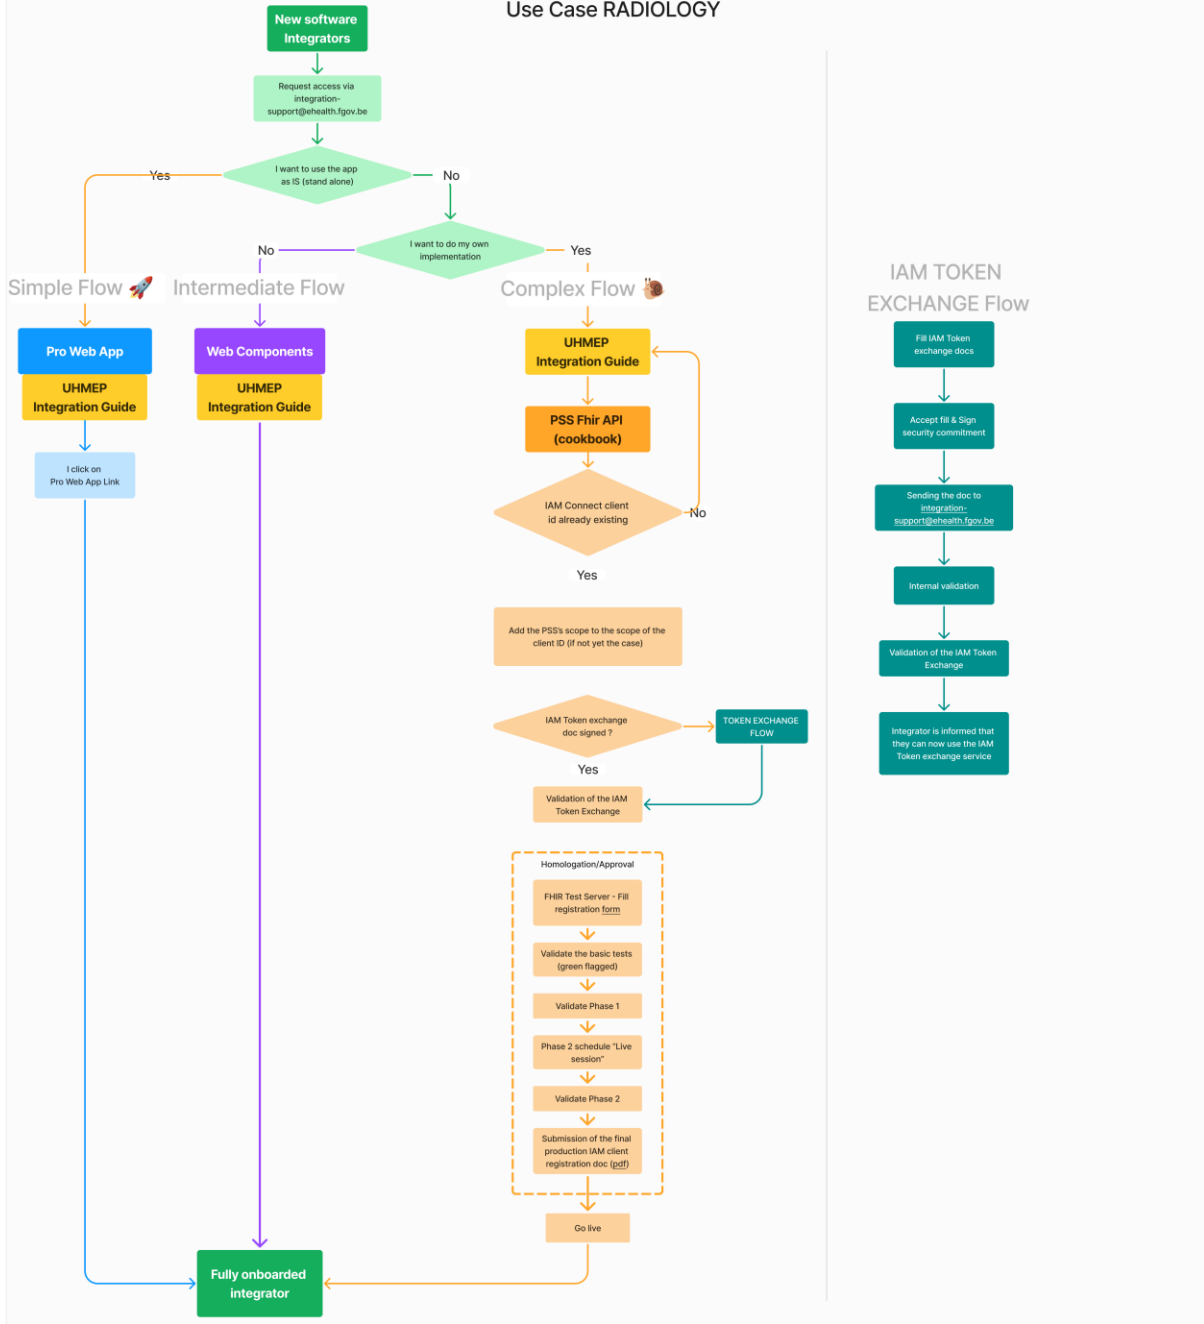 Use Case RADIOLOGY
New software
Integrators
Request access via
integration-
support@ehealth.fgov.be
I want to use the app
as IS (stand alone)
Yes
No
I want to do my own
implementation
No
Yes
Simple Flow 🚀
Intermediate Flow
Complex Flow 🐌
Pro Web App
UHMEP
Integration Guide
I click on
Pro Web App Link
Web Components
UHMEP
Integration Guide
UHMEP
Integration Guide
PSS Fhir API
(cookbook)
IAM Connect client
id already existing
No
Yes
Add the PSS's scope to the scope of the
client ID (if not yet the case)
IAM Token exchange
doc signed ?
TOKEN EXCHANGE
FLOW
Yes
Validation of the IAM
Token Exchange
Homologation/Approval
FHIR Test Server - Fill
registration form
Validate the basic tests
(green flagged)
Validate Phase 1
Phase 2 schedule "Live
session"
Validate Phase 2
Submission of the final
production IAM client
registration doc (pdf)
Go live
Fully onboarded
integrator
IAM TOKEN
EXCHANGE Flow
Fill IAM Token
exchange docs
Accept fill & Sign
security commitment
Sending the doc to
integration-
support@ehealth.fgov.be
Internal validation
Validation of the IAM Token
Exchange
Integrator is informed that
they can now use the IAM
Token exchange service